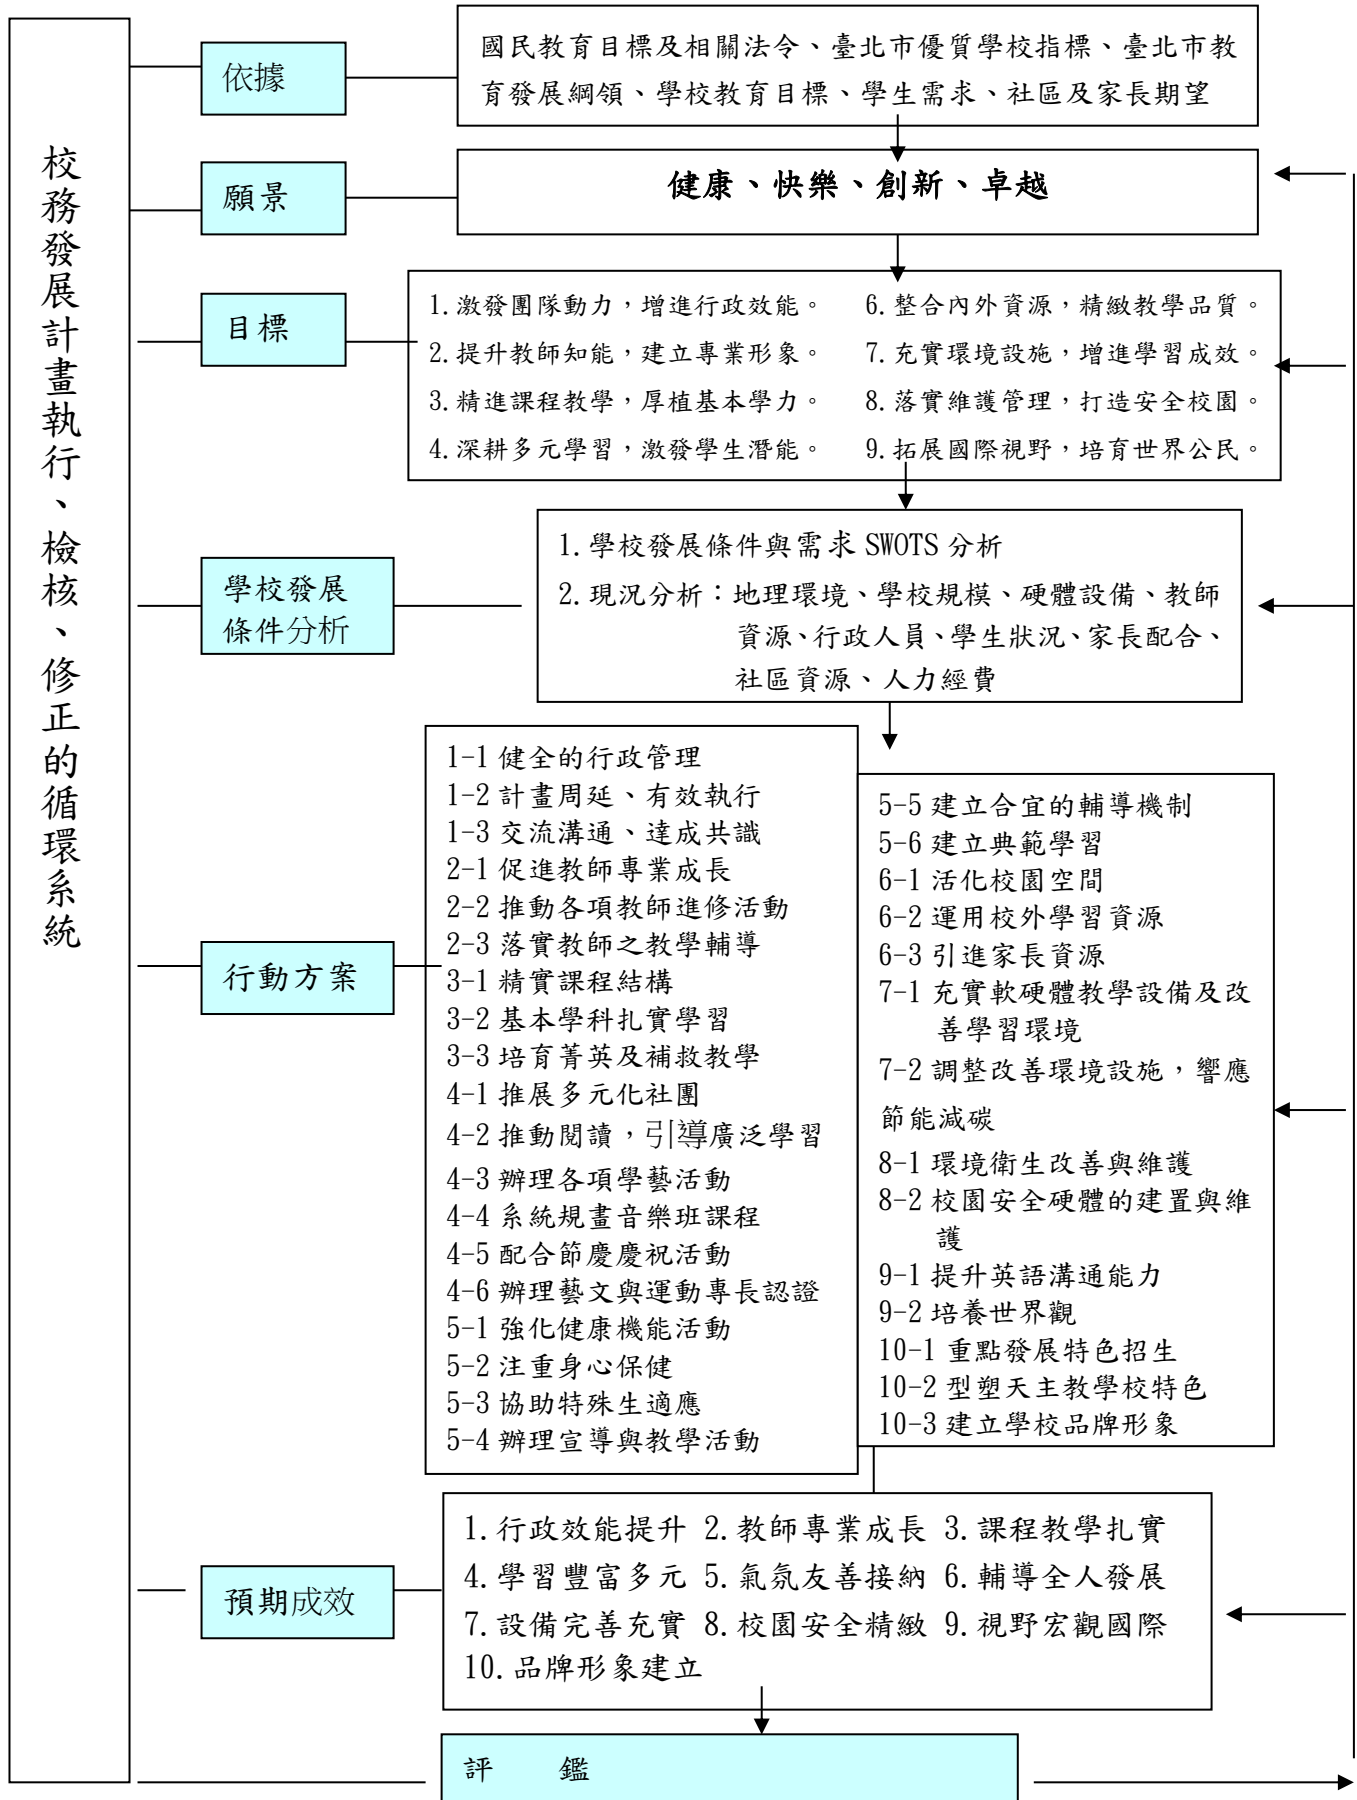 校務發展計畫執行、檢核、修正的循環系統
依據
國民教育目標及相關法令、臺北市優質學校指標、臺北市教
育發展綱領、學校教育目標、學生需求、社區及家長期望
願景
健康、快樂、創新、卓越
目標
1.激發團隊動力，增進行政效能。
2.提升教師知能，建立專業形象。
3.精進課程教學，厚植基本學力。
4.深耕多元學習，激發學生潛能。
6.整合內外資源，精緻教學品質。
7.充實環境設施，增進學習成效。
8.落實維護管理，打造安全校園。
9.拓展國際視野，培育世界公民。
學校發展
條件分析
1.學校發展條件與需求 SWOTS 分析
2.現況分析：地理環境、學校規模、硬體設備、教師
資源、行政人員、學生狀況、家長配合、
社區資源、人力經費
行動方案
1-1 健全的行政管理
1-2 計畫周延、有效執行
1-3 交流溝通、達成共識
2-1 促進教師專業成長
2-2 推動各項教師進修活動
2-3 落實教師之教學輔導
3-1 精實課程結構
3-2 基本學科扎實學習
3-3 培育菁英及補救教學
4-1 推展多元化社團
4-2 推動閱讀，引導廣泛學習
4-3 辦理各項學藝活動
4-4 系統規畫音樂班課程
4-5 配合節慶慶祝活動
4-6 辦理藝文與運動專長認證
5-1 強化健康機能活動
5-2 注重身心保健
5-3 協助特殊生適應
5-4 辦理宣導與教學活動
5-5 建立合宜的輔導機制
5-6 建立典範學習
6-1 活化校園空間
6-2 運用校外學習資源
6-3 引進家長資源
7-1 充實軟硬體教學設備及改
善學習環境
7-2 調整改善環境設施，響應
節能減碳
8-1 環境衛生改善與維護
8-2 校園安全硬體的建置與維
護
9-1 提升英語溝通能力
9-2 培養世界觀
10-1 重點發展特色招生
10-2 型塑天主教學校特色
10-3 建立學校品牌形象
預期成效
1.行政效能提升 2.教師專業成長 3.課程教學扎實
4.學習豐富多元 5.氣氛友善接納 6.輔導全人發展
7.設備完善充實 8.校園安全精緻 9.視野宏觀國際
10.品牌形象建立
評 鑑